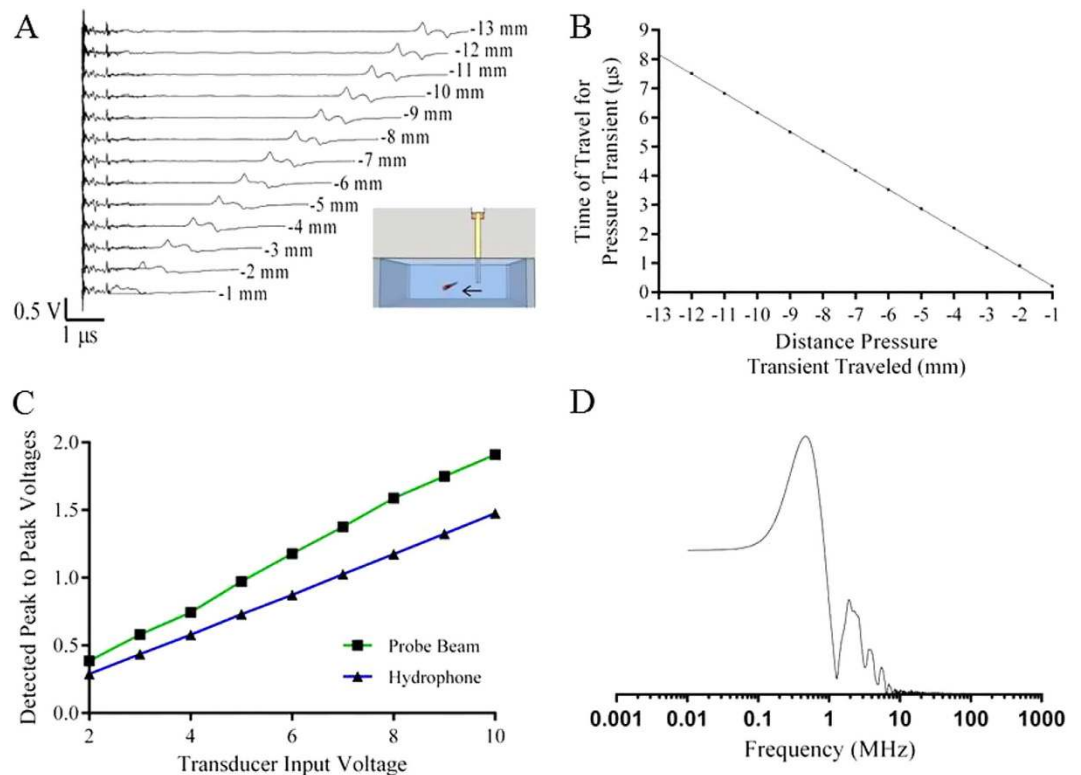 A
-13 mm
-12 mm
-11 mm
-10 mm
-9 mm
-8 mm
-7 mm
-6 mm
-5 mm
-4 mm
-3 mm
-2 mm
-1 mm
0.5 V
1 μs
B
Time of Travel for
Pressure Transient (μs)
9
8
7
6
5
4
3
2
1
0
-13 -12 -11 -10 -9 -8 -7 -6 -5 -4 -3 -2 -1
Distance Pressure
Transient Traveled (mm)
C
Detected Peak to Peak Voltages
2.0
1.5
1.0
0.5
0.0
Probe Beam
Hydrophone
2 4 6 8 10
Transducer Input Voltage
D
0.001 0.01 0.1 1 10 100 1000
Frequency (MHz)